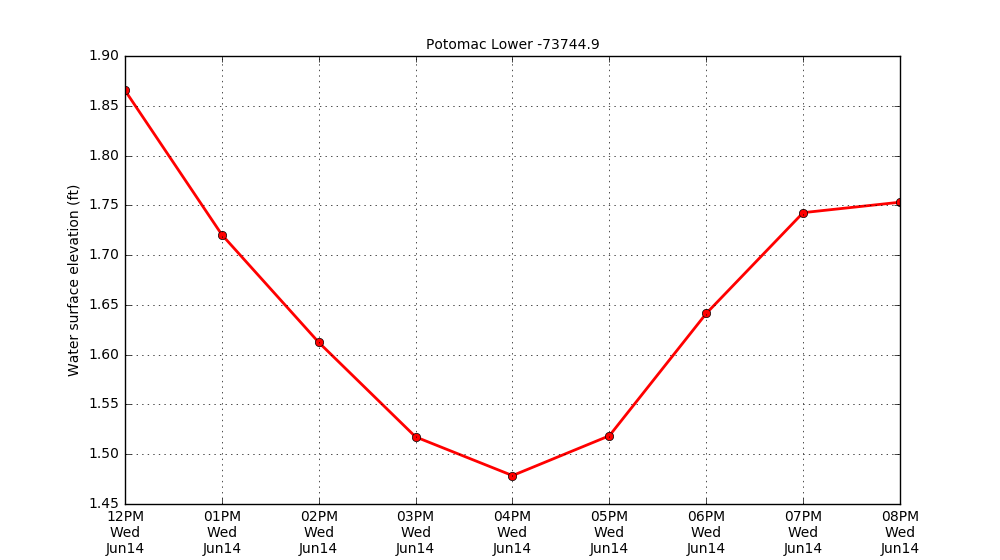 Potomac Lower -73744.9
Water surface elevation (ft)
1.90
1.85
1.80
1.75
1.70
1.65
1.60
1.55
1.50
1.45
12PM 01PM 02PM 03PM 04PM 05PM 06PM 07PM 08PM
Wed Wed Wed Wed Wed Wed Wed Wed Wed
Jun14 Jun14 Jun14 Jun14 Jun14 Jun14 Jun14 Jun14 Jun14